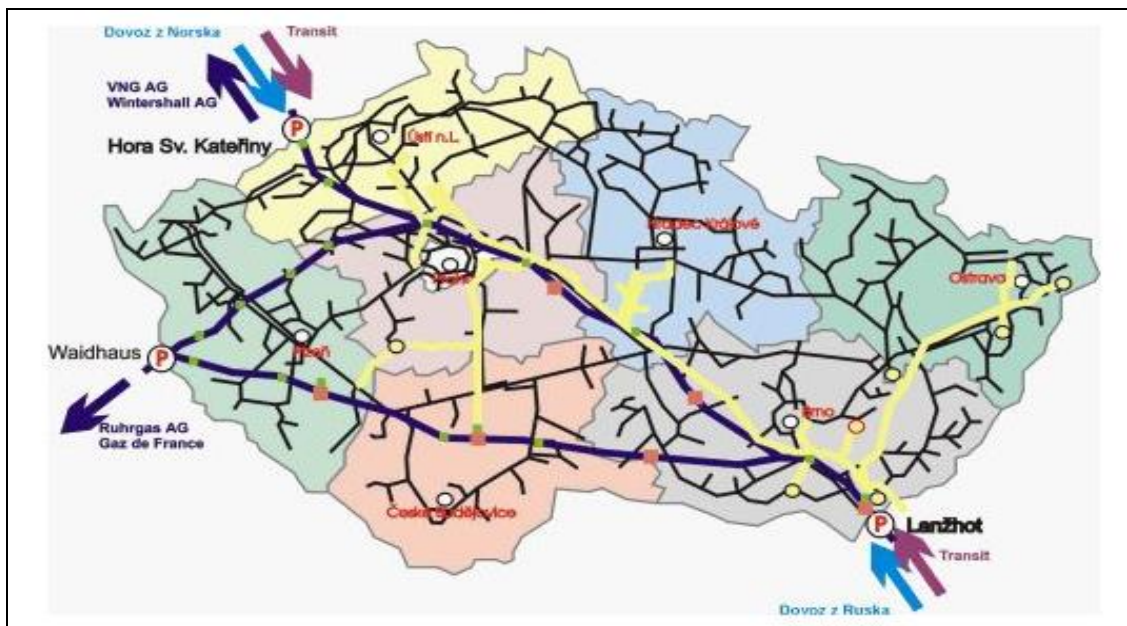 Dovoz z Norska
Transit
VNG AG
Wintershall AG
P
Hora Sv. Kateřiny
Ústí n.L.
Hradec Králové
Ostrava
Waidhaus
P
Plzeň
Brno
Ruhrgas AG
Gaz de France
České Budějovice
P
Lanžhot
Transit
Dovoz z Ruska